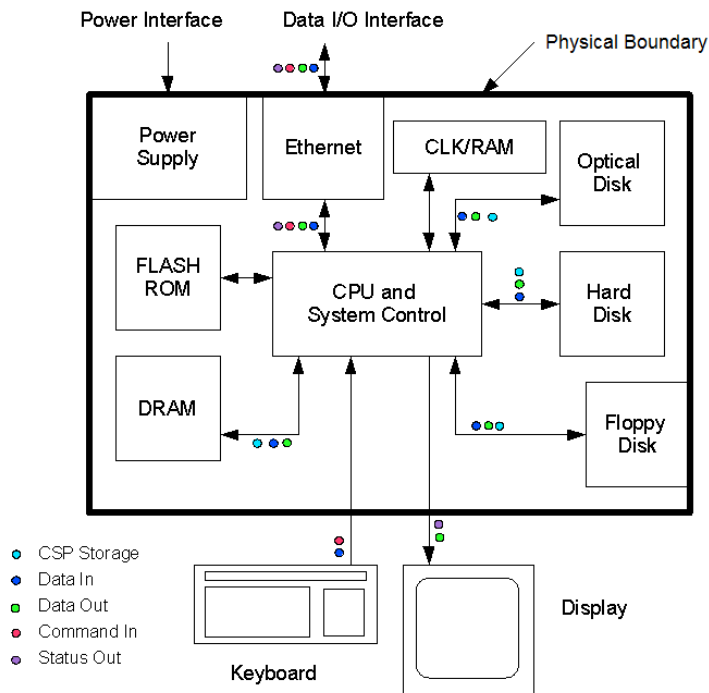 Power Interface
Data I/O Interface
Physical Boundary
Power
Supply
Ethernet
CLK/RAM
Optical
Disk
FLASH
ROM
CPU and
System Control
Hard
Disk
DRAM
Floppy
Disk
CSP Storage
Data In
Data Out
Command In
Status Out
Keyboard
Display